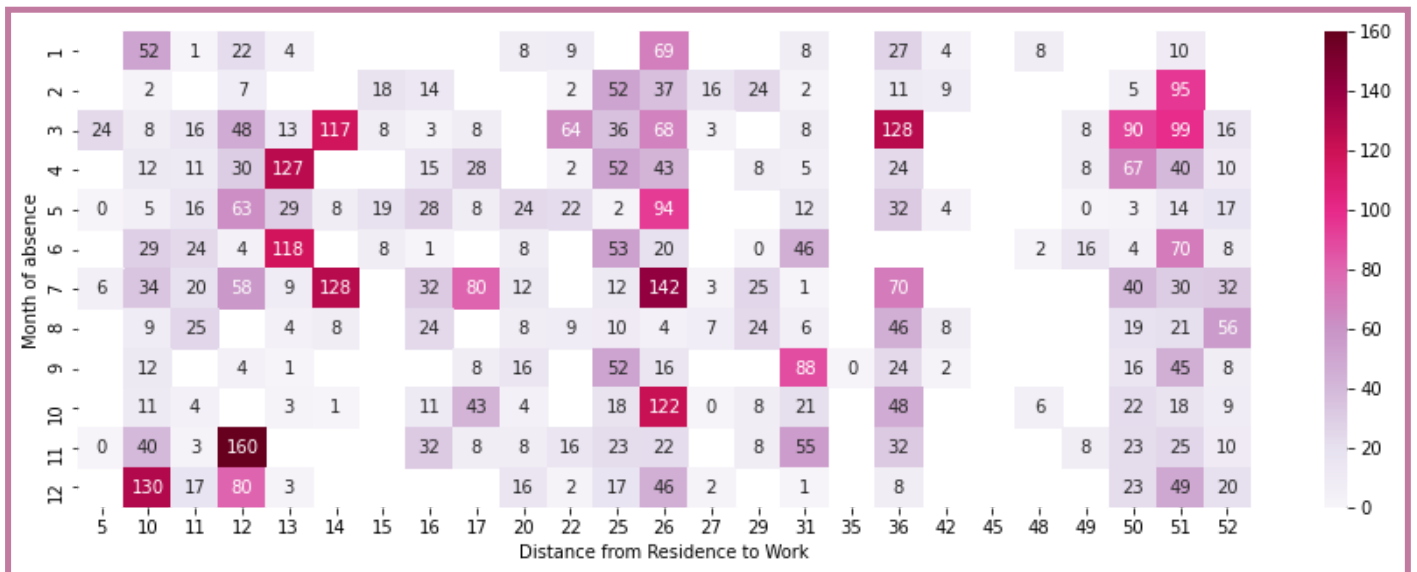 1 52 1 22 4 8 9 69 8 27 4 8 10
2 2 7 18 14 2 52 37 16 24 2 11 9 5 95
3 24 8 16 48 13 117 8 3 8 64 36 68 3 8 128 8 90 99 16
4 12 11 30 127 15 28 2 52 43 8 5 24 8 67 40 10
5 0 5 16 63 29 8 19 28 8 24 22 2 94 12 32 4 0 3 14 17
6 29 24 4 118 8 1 8 53 20 0 46 2 16 4 70 8
7 6 34 20 58 9 128 32 80 12 12 142 3 25 1 70 40 30 32
8 9 25 4 8 24 8 9 10 4 7 24 6 46 8 19 21 56
9 12 4 1 8 16 52 16 88 0 24 2 16 45 8
10 11 4 3 1 11 43 4 18 122 0 8 21 48 6 22 18 9
11 0 40 3 160 32 8 8 16 23 22 8 55 32 8 23 25 10
12 130 17 80 3 16 2 17 46 2 1 8 23 49 20
5 10 11 12 13 14 15 16 17 20 22 25 26 27 29 31 35 36 42 45 48 49 50 51 52
Month of absence
Distance from Residence to Work
160
140
120
100
80
60
40
20
0